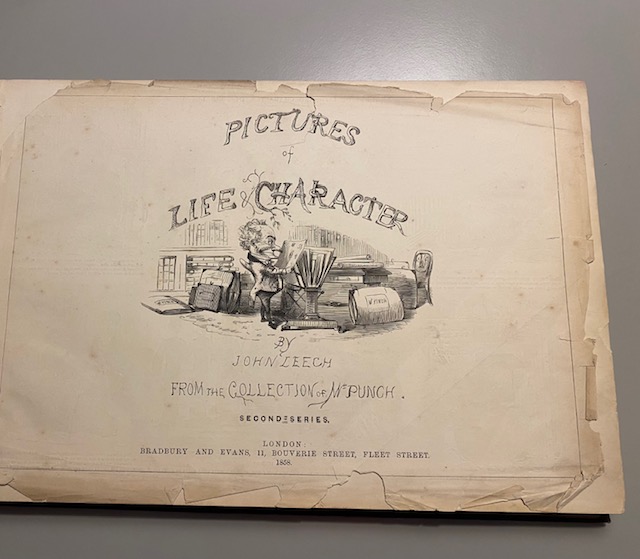 PICTURES
of
LIFE & CHARACTER
BY
JOHN LEECH
FROM THE COLLECTION OF Mr PUNCH.
SECOND=SERIES.
LONDON:
BRADBURY AND EVANS, 11, BOUVERIE STREET, FLEET STREET.
1858.